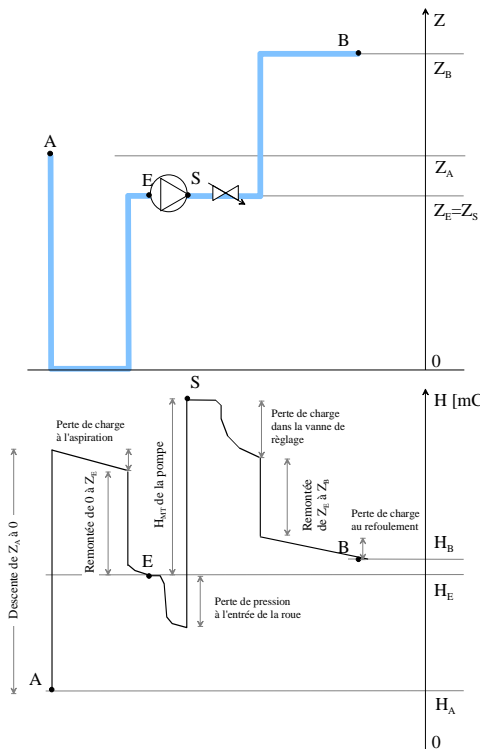 Z
B
Z_B
A
Z_A
E
S
Z_E=Z_S
0
S
H [mC
Perte de charge
à l'aspiration
Perte de charge
dans la vanne de
règlage
Descente de Z_A à 0
Remontée de 0 à Z_E
H_MT de la pompe
Remontée
de Z_E à Z_B
Perte de charge
au refoulement
E
B
H_B
H_E
Perte de pression
à l'entrée de la roue
A
H_A
0